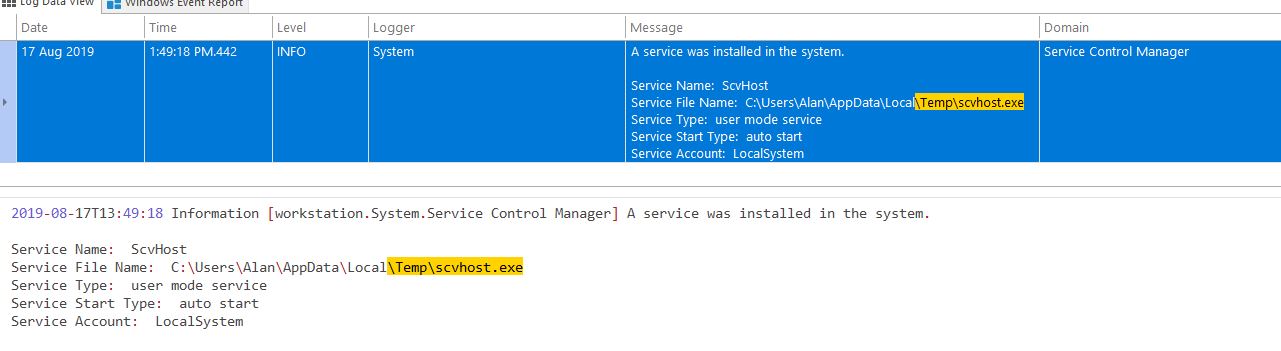 Log Data View Windows Event Report
Date Time Level Logger Message Domain
17 Aug 2019 1:49:18 PM.442 INFO System A service was installed in the system. Service Control Manager
Service Name: ScvHost
Service File Name: C:\Users\Alan\AppData\Local\Temp\scvhost.exe
Service Type: user mode service
Service Start Type: auto start
Service Account: LocalSystem
2019-08-17T13:49:18 Information [workstation.System.Service Control Manager] A service was installed in the system.
Service Name: ScvHost
Service File Name: C:\Users\Alan\AppData\Local\Temp\scvhost.exe
Service Type: user mode service
Service Start Type: auto start
Service Account: LocalSystem